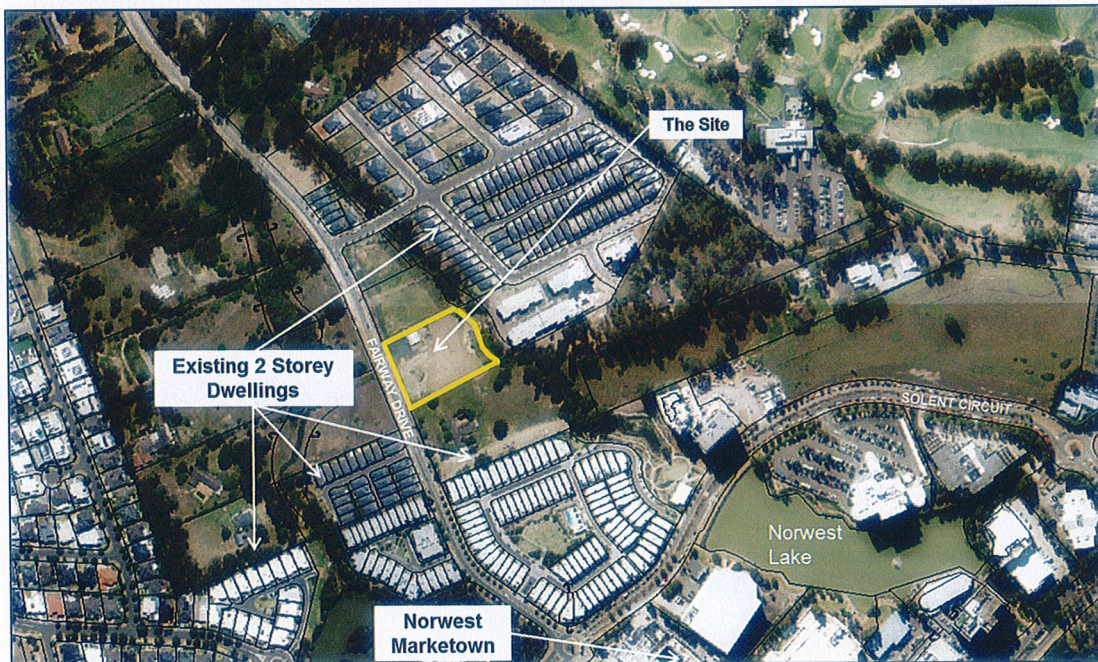 The Site
Existing 2 Storey
Dwellings
FAIRWAY DRIVE
SOLENT CIRCUIT
Norwest
Lake
Norwest
Marketown